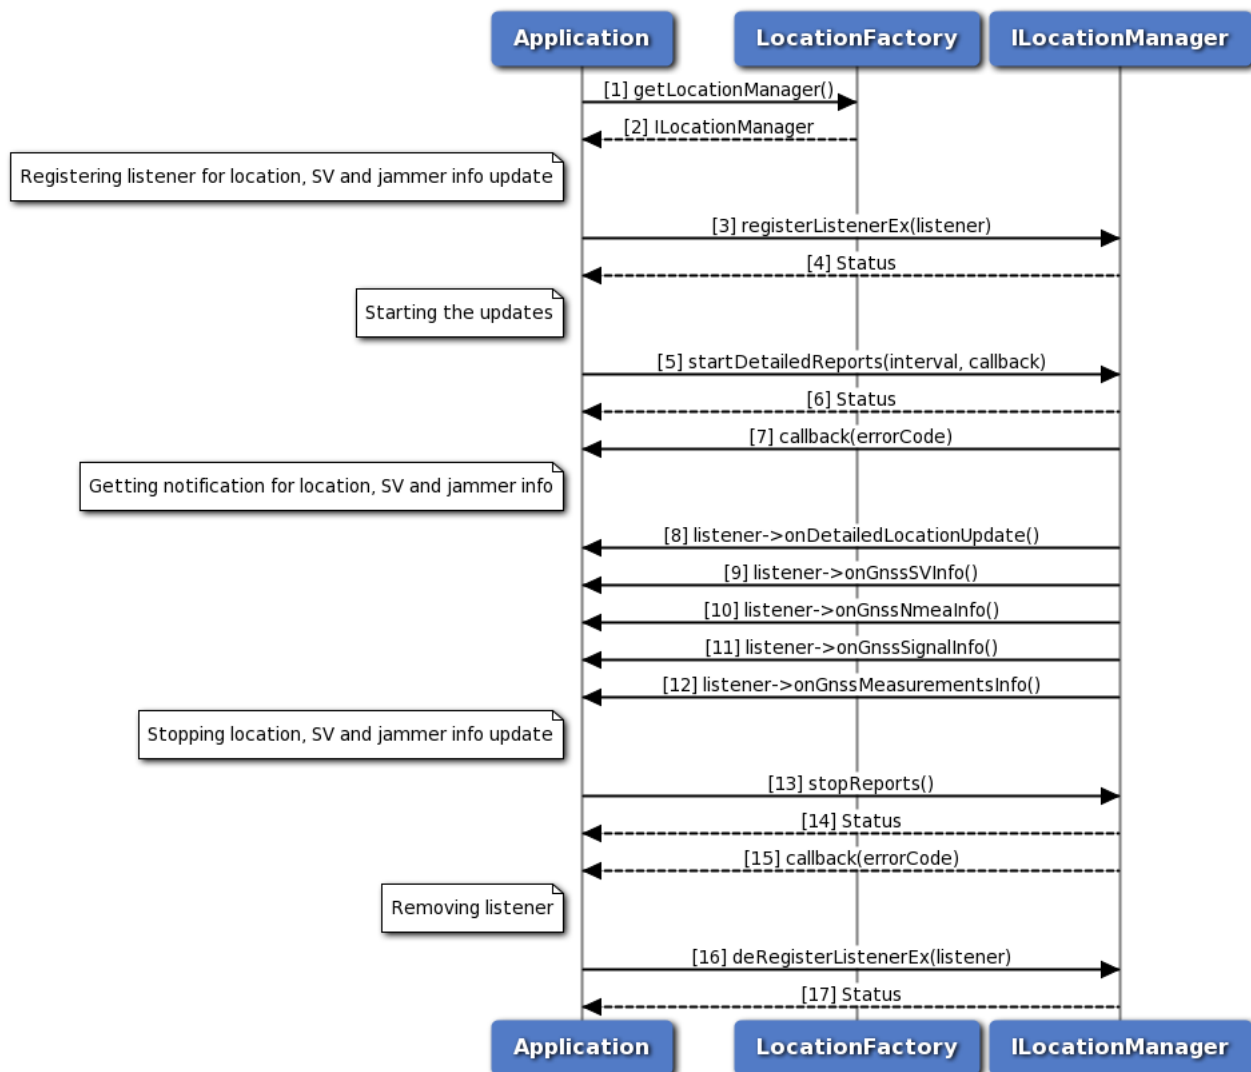 Application LocationFactory ILocationManager
[1] getLocationManager()
[2] ILocationManager
Registering listener for location, SV and jammer info update
[3] registerListenerEx(listener)
[4] Status
Starting the updates
[5] startDetailedReports(interval, callback)
[6] Status
[7] callback(errorCode)
Getting notification for location, SV and jammer info
[8] listener->onDetailedLocationUpdate()
[9] listener->onGnssSVInfo()
[10] listener->onGnssNmeaInfo()
[11] listener->onGnssSignalInfo()
[12] listener->onGnssMeasurementsInfo()
Stopping location, SV and jammer info update
[13] stopReports()
[14] Status
[15] callback(errorCode)
Removing listener
[16] deRegisterListenerEx(listener)
[17] Status
Application LocationFactory ILocationManager